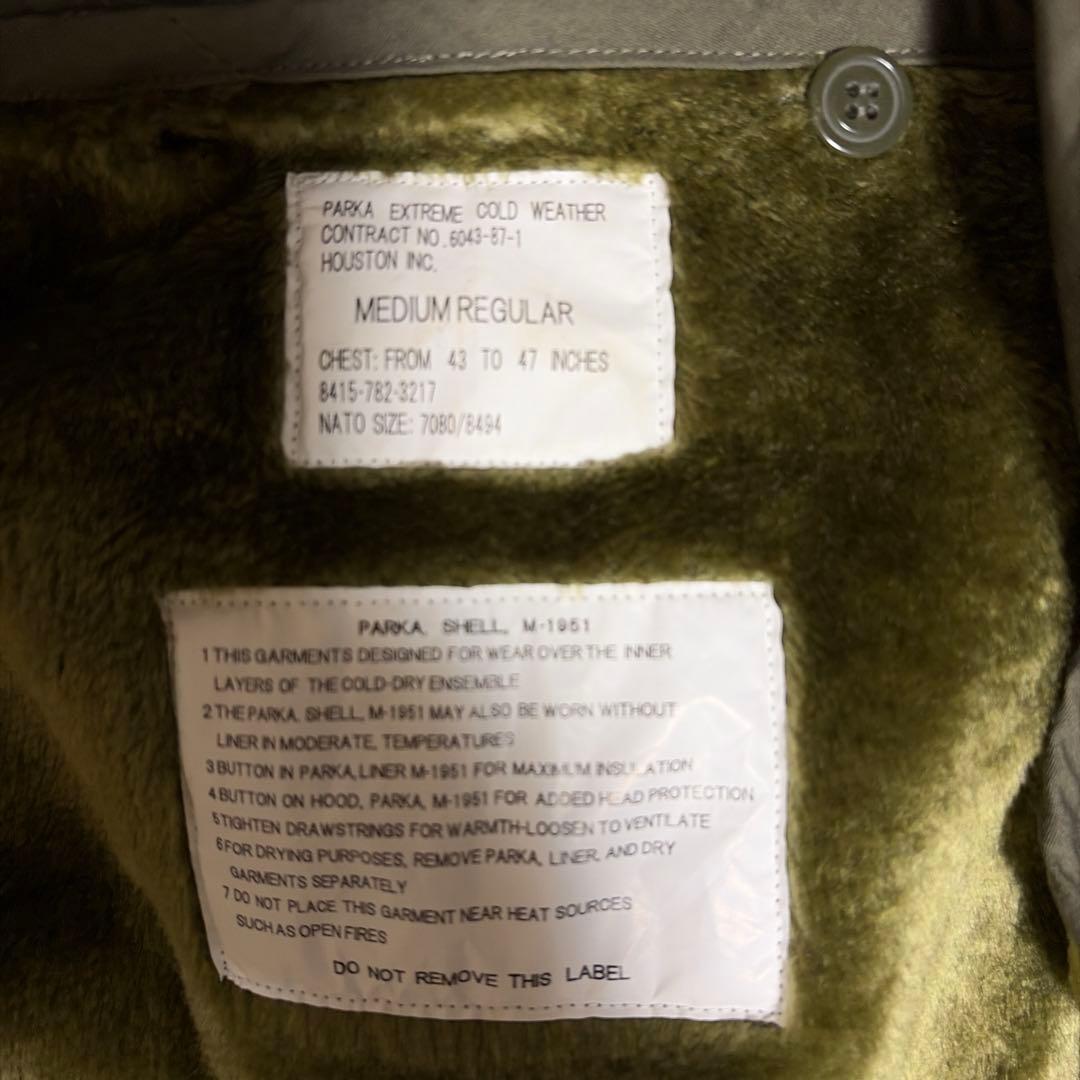 PARKA EXTREME COLD WEATHER
CONTRACT NO.6043-87-1
HOUSTON INC.
MEDIUM REGULAR
CHEST: FROM 43 TO 47 INCHES
8415-782-3217
NATO SIZE: 7080/8494
PARKA, SHELL, M-1951
1 THIS GARMENTS DESIGNED FOR WEAR OVER THE INNER
LAYERS OF THE COLD-DRY ENSEMBLE
2 THE PARKA, SHELL, M-1951 MAY ALSO BE WORN WITHOUT
LINER IN MODERATE, TEMPERATURES
3 BUTTON IN PARKA, LINER M-1951 FOR MAXIMUM INSULATION
4 BUTTON ON HOOD, PARKA, M-1951 FOR ADDED HEAD PROTECTION
5 TIGHTEN DRAWSTRINGS FOR WARMTH-LOOSEN TO VENTILATE
6 FOR DRYING PURPOSES, REMOVE PARKA, LINER, AND DRY
GARMENTS SEPARATELY
7 DO NOT PLACE THIS GARMENT NEAR HEAT SOURCES
SUCH AS OPEN FIRES
DO NOT REMOVE THIS LABEL